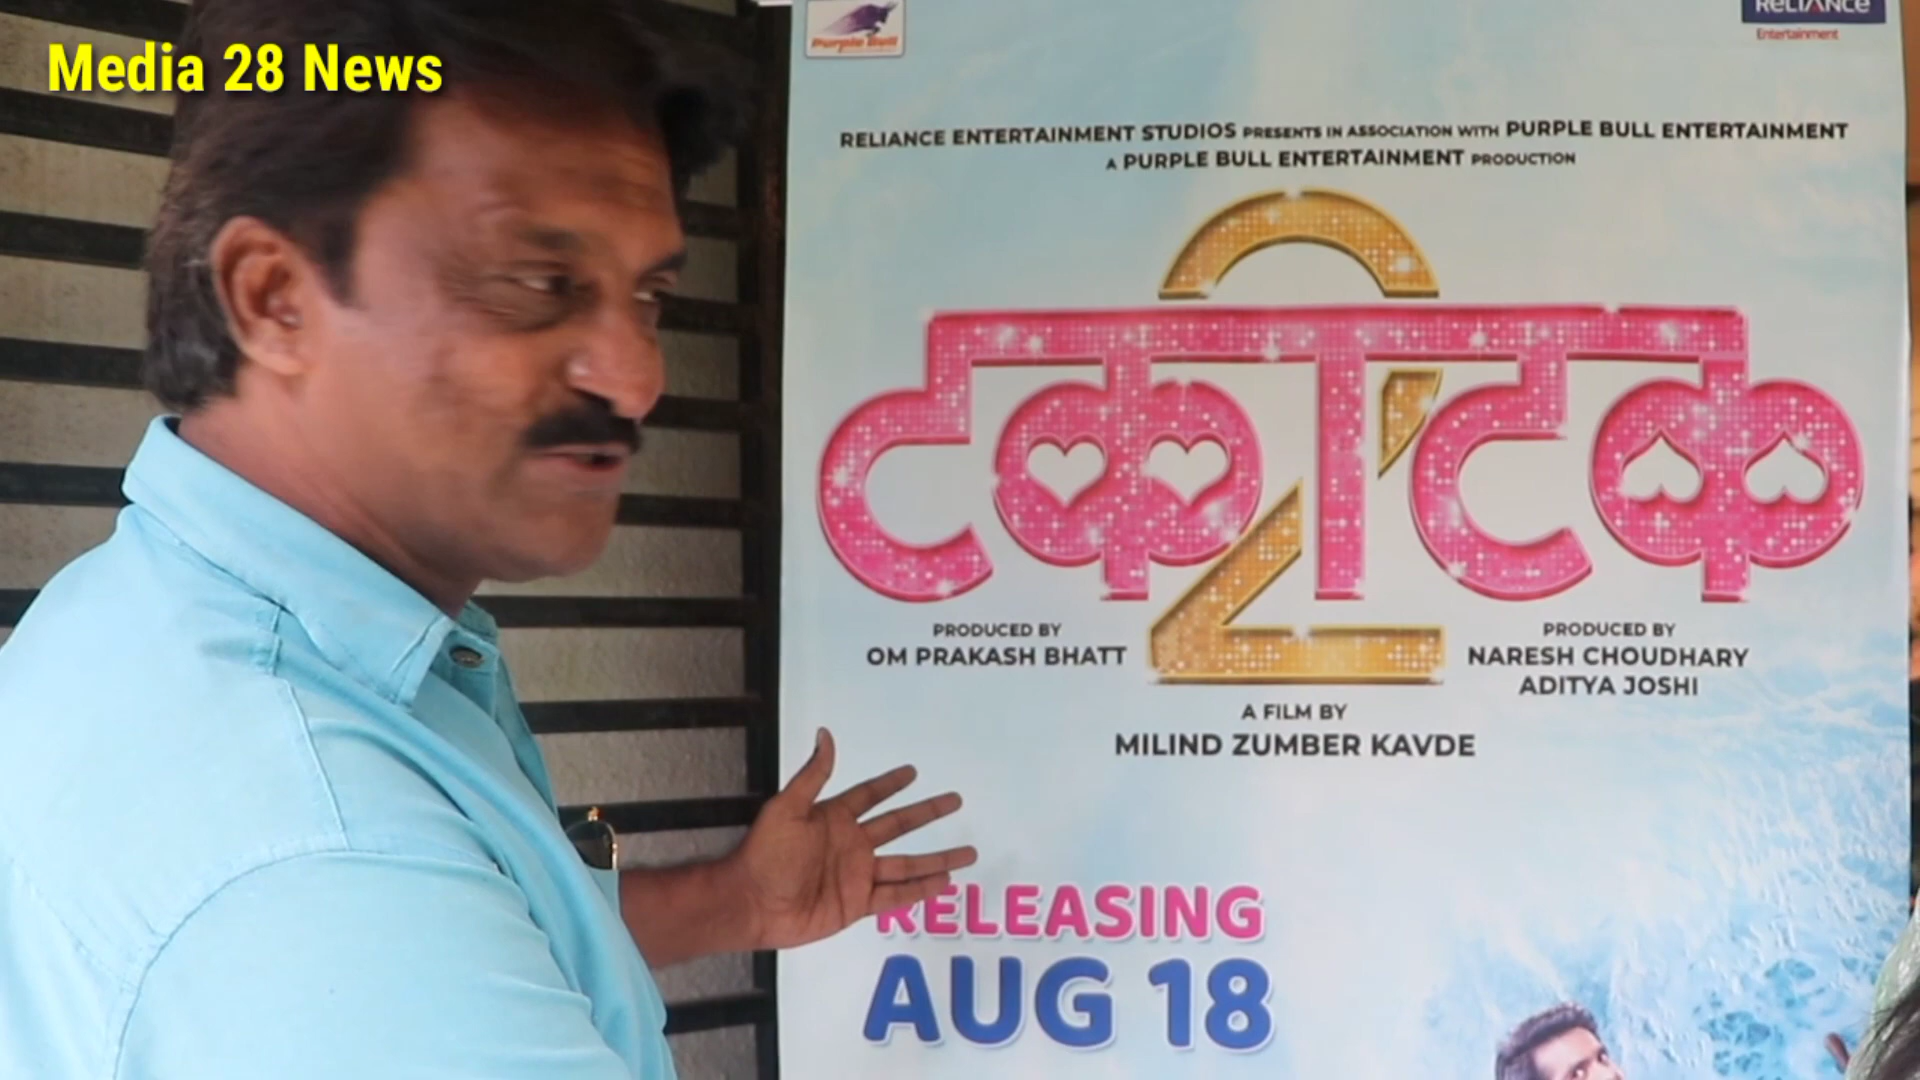 Media 28 News
Purple Bull
RELIANCE
Entertainment
RELIANCE ENTERTAINMENT STUDIOS PRESENTS IN ASSOCIATION WITH PURPLE BULL ENTERTAINMENT
A PURPLE BULL ENTERTAINMENT PRODUCTION
टकाटक 2
PRODUCED BY
OM PRAKASH BHATT
PRODUCED BY
NARESH CHOUDHARY
ADITYA JOSHI
A FILM BY
MILIND ZUMBER KAVDE
RELEASING
AUG 18